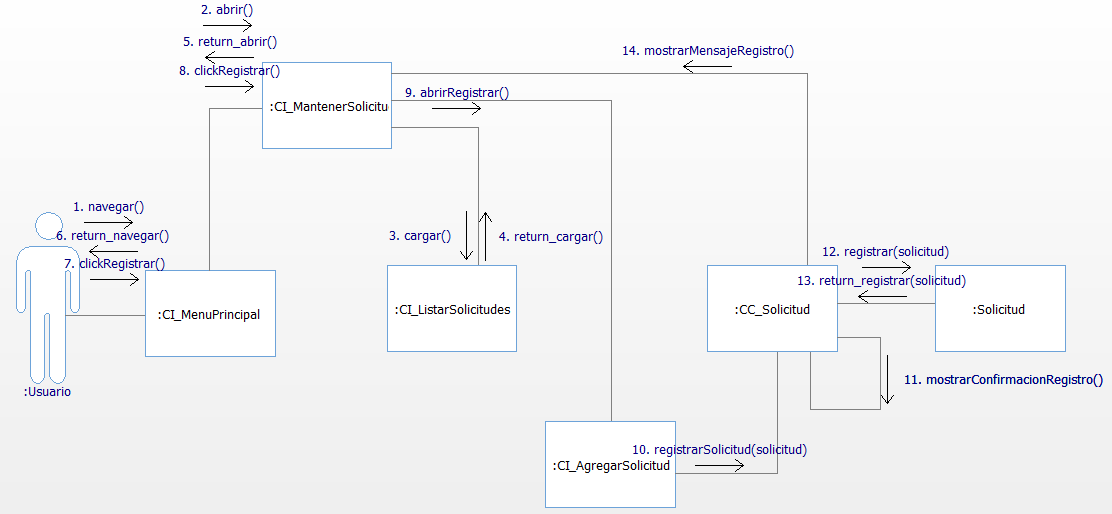 2. abrir()
5. return_abrir()
8. clickRegistrar()
14. mostrarMensajeRegistro()
:CI_MantenerSolicitu
9. abrirRegistrar()
1. navegar()
6. return_navegar()
7. clickRegistrar()
3. cargar()
4. return_cargar()
12. registrar(solicitud)
13. return_registrar(solicitud)
:CI_MenuPrincipal
:CI_ListarSolicitudes
:CC_Solicitud
:Solicitud
:Usuario
11. mostrarConfirmacionRegistro()
10. registrarSolicitud(solicitud)
:CI_AgregarSolicitud